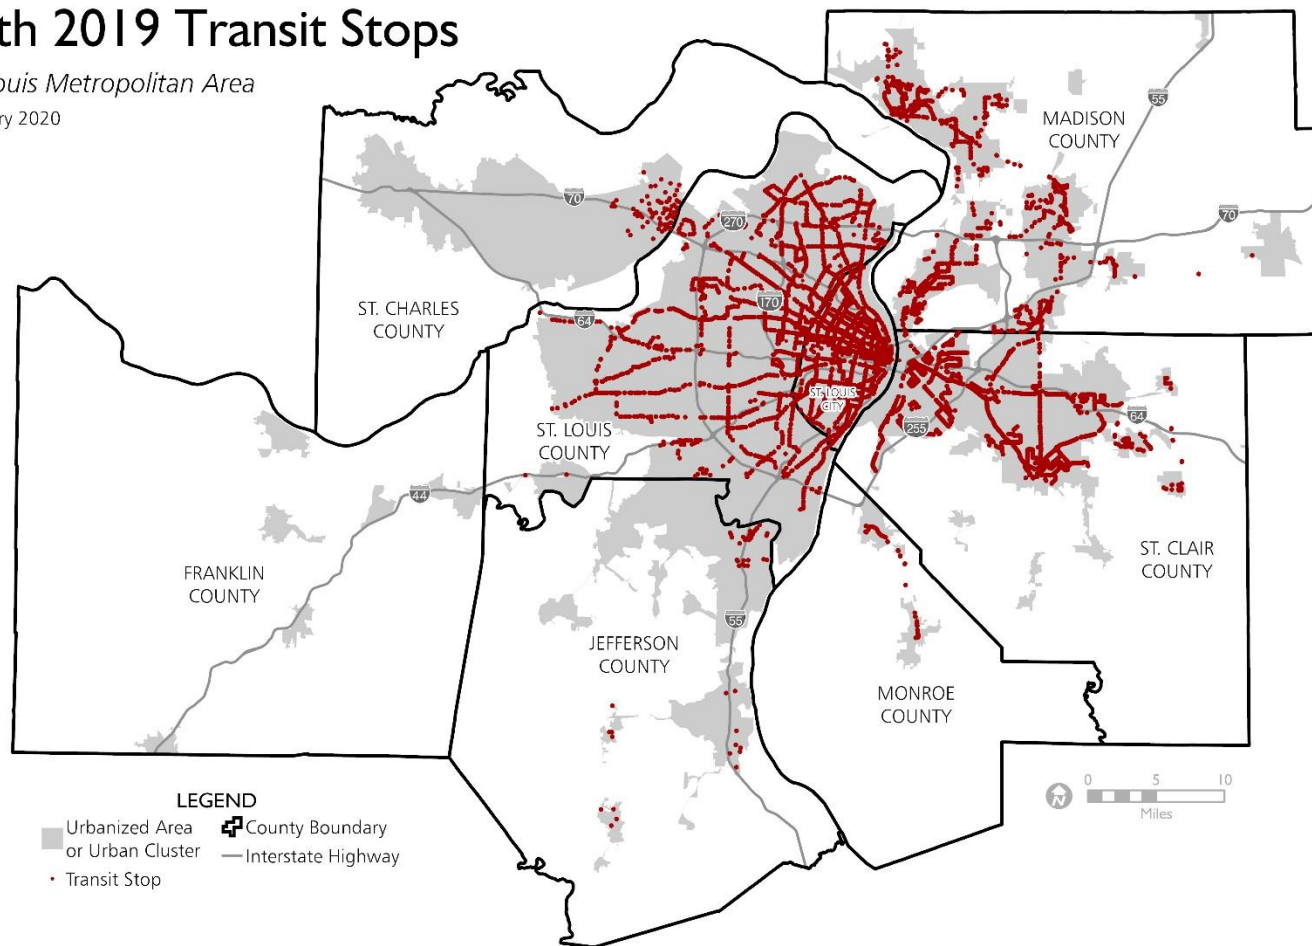 th 2019 Transit Stops
ouis Metropolitan Area
ry 2020
MADISON
COUNTY
55
70
270
70
ST. CHARLES
COUNTY
170
64
ST. LOUIS
CITY
64
255
ST. LOUIS
COUNTY
44
ST. CLAIR
COUNTY
FRANKLIN
COUNTY
55
JEFFERSON
COUNTY
MONROE
COUNTY
N
0 5 10
Miles
LEGEND
Urbanized Area
or Urban Cluster
County Boundary
Interstate Highway
Transit Stop